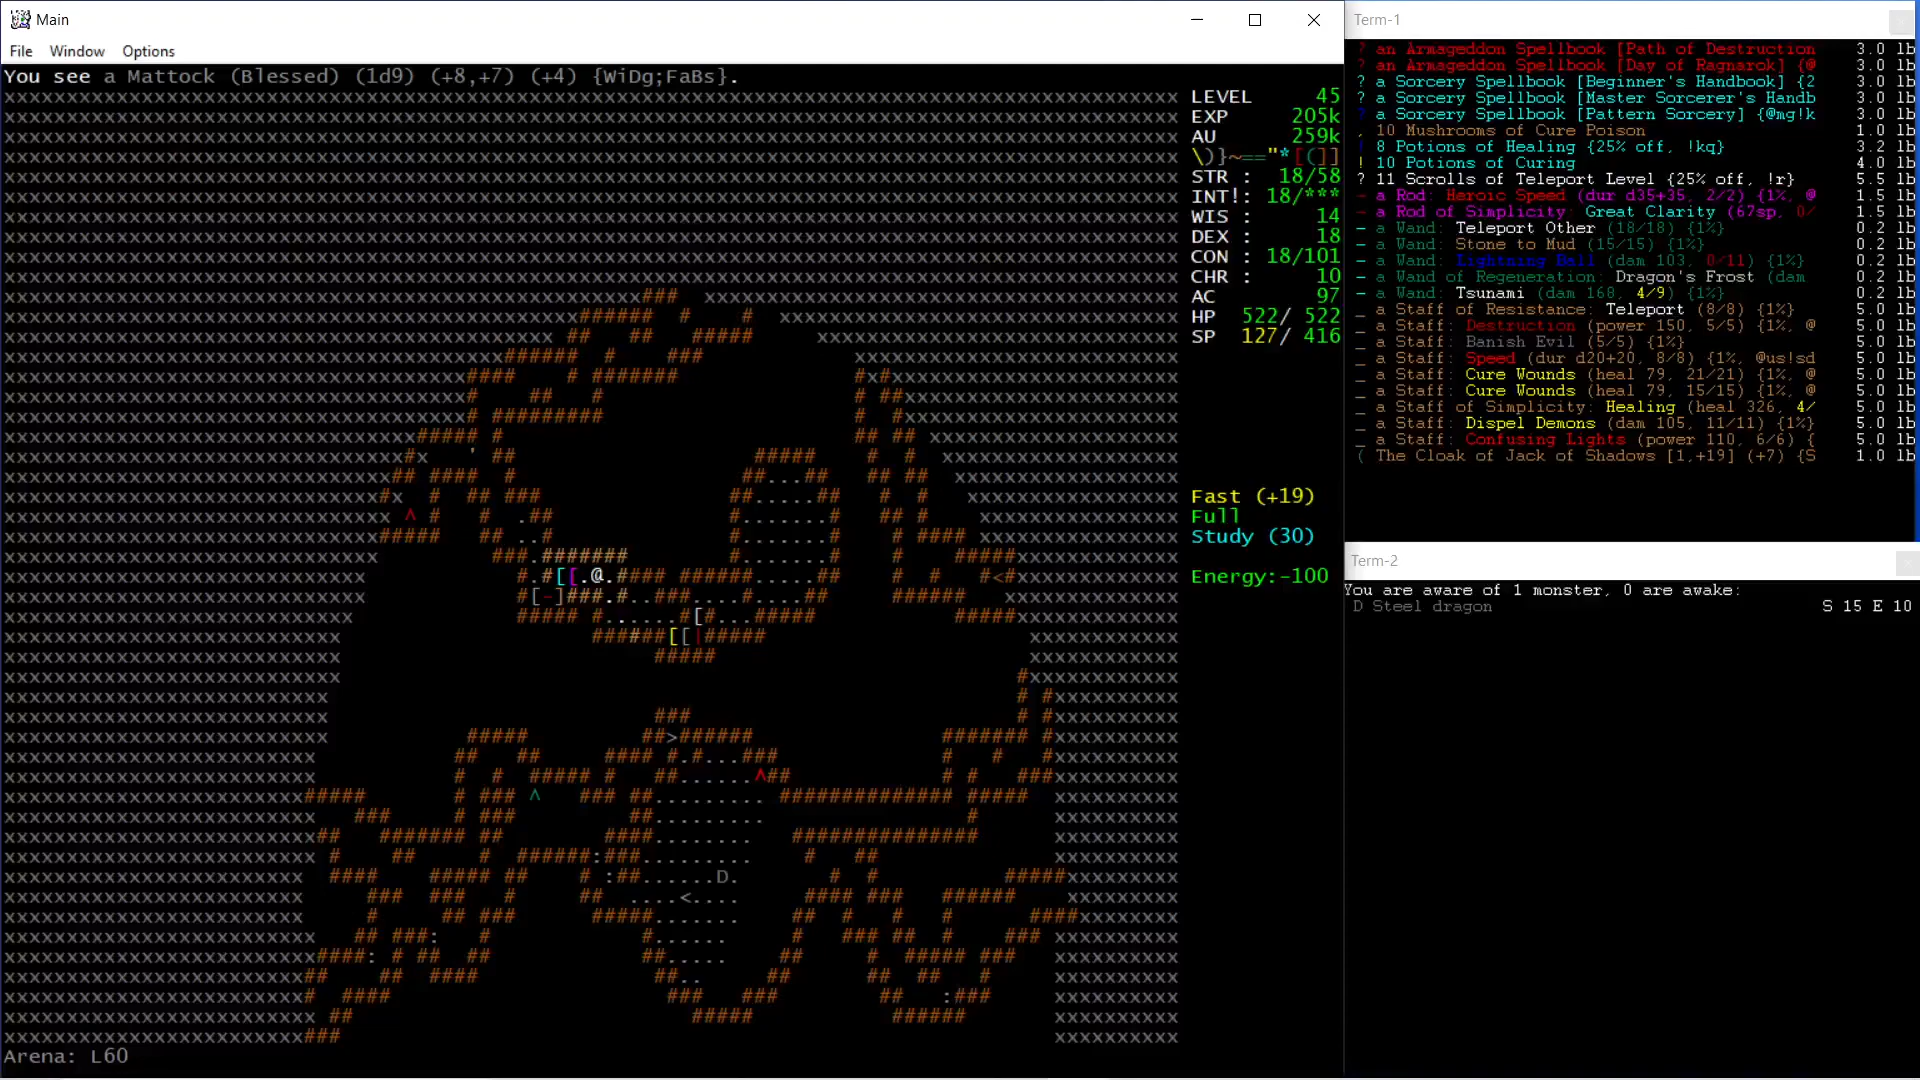 Main
File Window Options
You see a Mattock (Blessed) (1d9) (+8,+7) (+4) {WiDg;FaBs}.
LEVEL 45
EXP 205k
AU 259k
\)}~=="*[(]]
STR : 18/58
INT!: 18/***
WIS : 14
DEX : 18
CON : 18/101
CHR : 10
AC 97
HP 522/ 522
SP 127/ 416
Fast (+19)
Full
Study (30)
Energy:-100
Arena: L60
Term-1
? an Armageddon Spellbook [Path of Destruction 3.0 lb
? an Armageddon Spellbook [Day of Ragnarok] {@ 3.0 lb
? a Sorcery Spellbook [Beginner's Handbook] {2 3.0 lb
? a Sorcery Spellbook [Master Sorcerer's Handb 3.0 lb
? a Sorcery Spellbook [Pattern Sorcery] {@mg!k 3.0 lb
, 10 Mushrooms of Cure Poison 1.0 lb
! 8 Potions of Healing {25% off, !kq} 3.2 lb
! 10 Potions of Curing 4.0 lb
? 11 Scrolls of Teleport Level {25% off, !r} 5.5 lb
- a Rod: Heroic Speed (dur d35+35, 2/2) {1%, @ 1.5 lb
- a Rod of Simplicity: Great Clarity (67sp, 0/ 1.5 lb
- a Wand: Teleport Other (18/18) {1%} 0.2 lb
- a Wand: Stone to Mud (15/15) {1%} 0.2 lb
- a Wand: Lightning Ball (dam 103, 0/11) {1%} 0.2 lb
- a Wand of Regeneration: Dragon's Frost (dam 0.2 lb
- a Wand: Tsunami (dam 168, 4/9) {1%} 0.2 lb
_ a Staff of Resistance: Teleport (8/8) {1%} 5.0 lb
_ a Staff: Destruction (power 150, 5/5) {1%, @ 5.0 lb
_ a Staff: Banish Evil (5/5) {1%} 5.0 lb
_ a Staff: Speed (dur d20+20, 8/8) {1%, @us!sd 5.0 lb
_ a Staff: Cure Wounds (heal 79, 21/21) {1%, @ 5.0 lb
_ a Staff: Cure Wounds (heal 79, 15/15) {1%, @ 5.0 lb
_ a Staff of Simplicity: Healing (heal 326, 4/ 5.0 lb
_ a Staff: Dispel Demons (dam 105, 11/11) {1%} 5.0 lb
_ a Staff: Confusing Lights (power 110, 6/6) { 5.0 lb
( The Cloak of Jack of Shadows [1,+19] (+7) {S 1.0 lb
Term-2
You are aware of 1 monster, 0 are awake:
D Steel dragon S 15 E 10